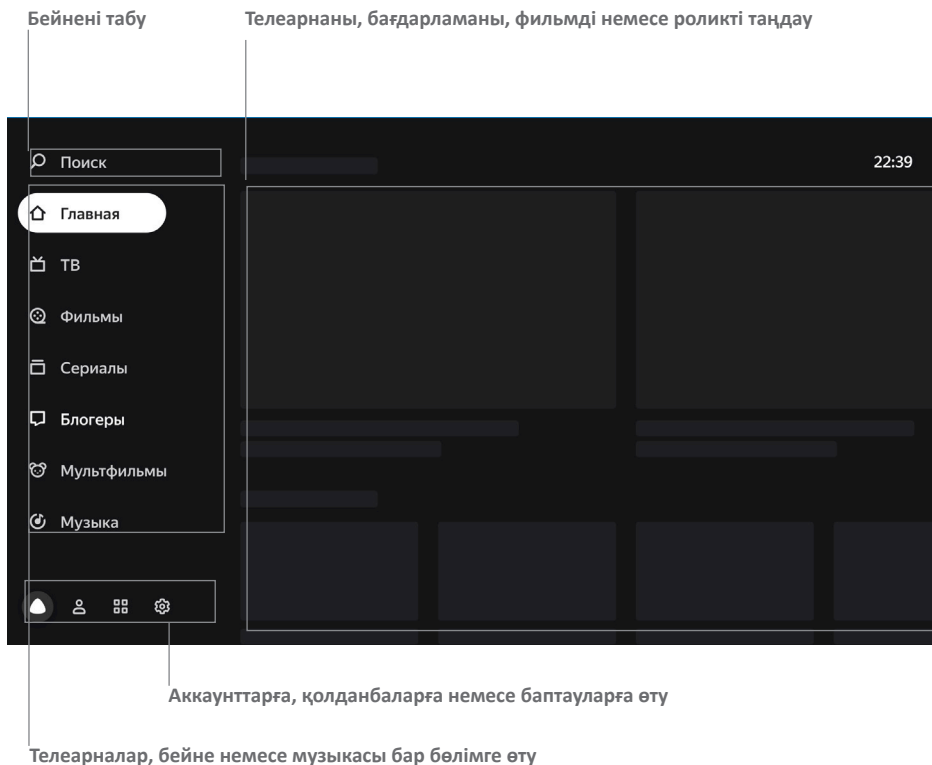 Бейнені табу
Телеарнаны, бағдарламаны, фильмді немесе роликті таңдау
Поиск
22:39
Главная
ТВ
Фильмы
Сериалы
Блогеры
Мультфильмы
Музыка
Аккаунттарға, қолданбаларға немесе баптауларға өту
Телеарналар, бейне немесе музыкасы бар бөлімге өту